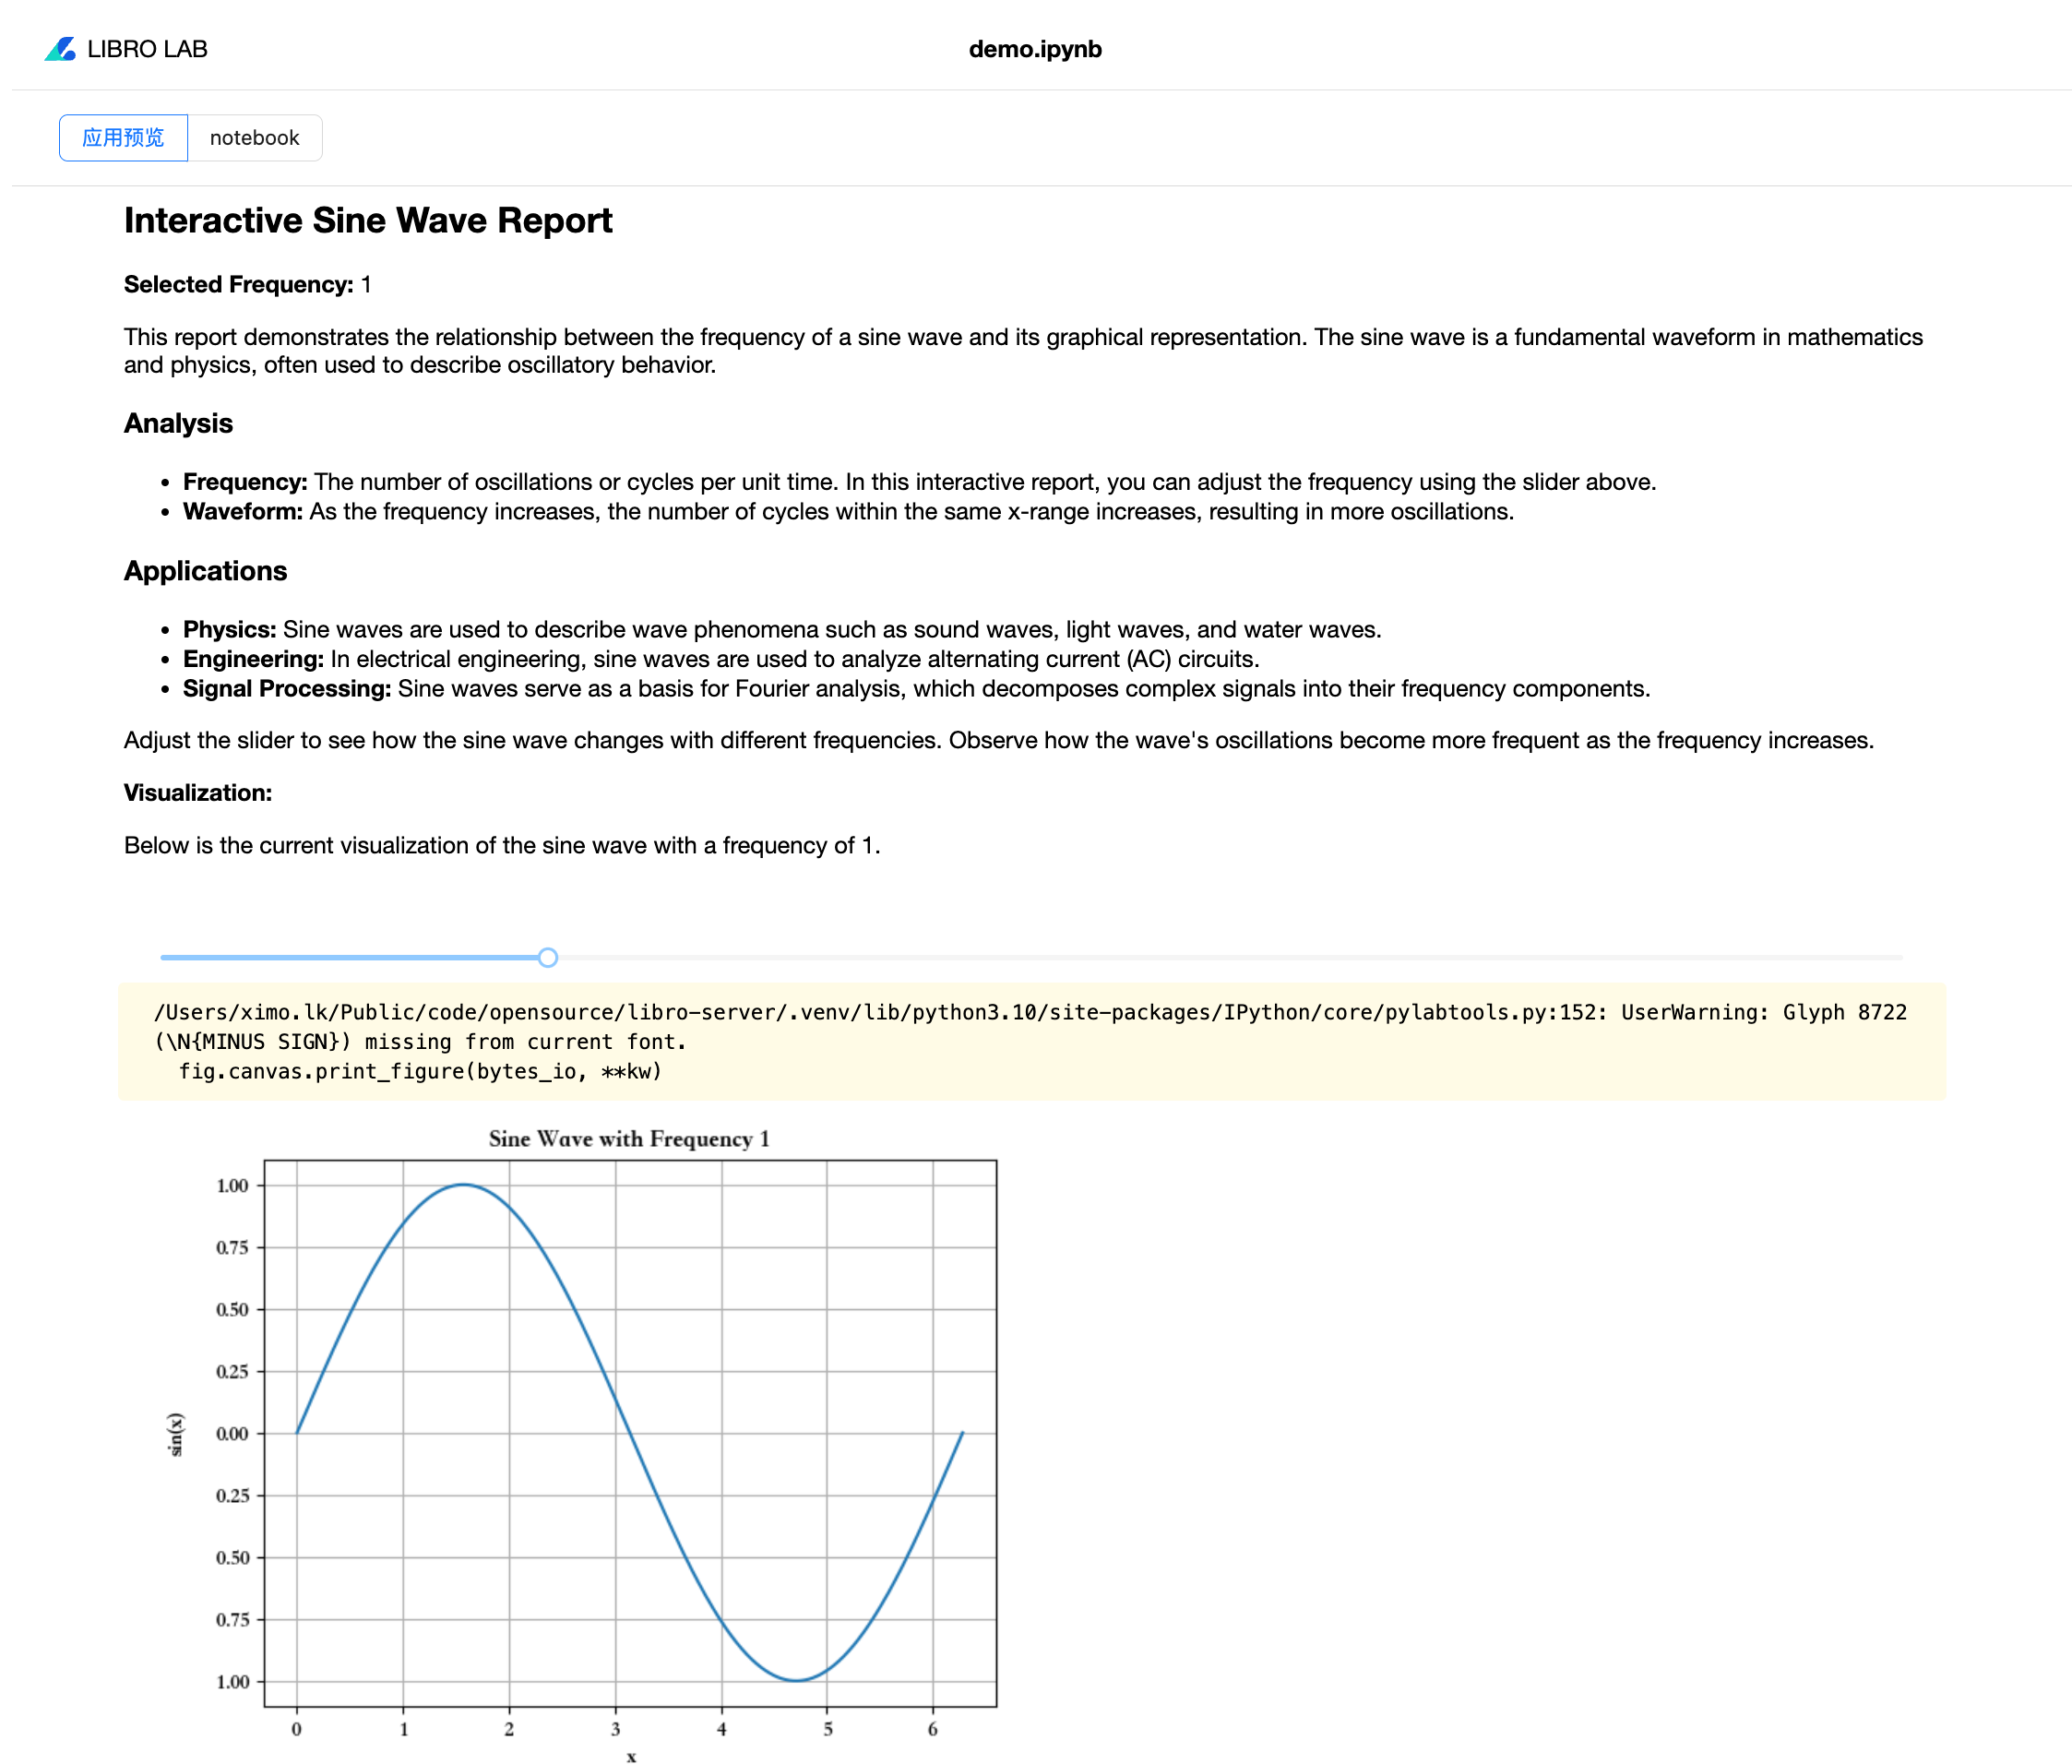 LIBRO LAB
demo.ipynb
应用预览
notebook
Interactive Sine Wave Report
Selected Frequency: 1
This report demonstrates the relationship between the frequency of a sine wave and its graphical representation. The sine wave is a fundamental waveform in mathematics
and physics, often used to describe oscillatory behavior.
Analysis
• Frequency: The number of oscillations or cycles per unit time. In this interactive report, you can adjust the frequency using the slider above.
• Waveform: As the frequency increases, the number of cycles within the same x-range increases, resulting in more oscillations.
Applications
• Physics: Sine waves are used to describe wave phenomena such as sound waves, light waves, and water waves.
• Engineering: In electrical engineering, sine waves are used to analyze alternating current (AC) circuits.
• Signal Processing: Sine waves serve as a basis for Fourier analysis, which decomposes complex signals into their frequency components.
Adjust the slider to see how the sine wave changes with different frequencies. Observe how the wave's oscillations become more frequent as the frequency increases.
Visualization:
Below is the current visualization of the sine wave with a frequency of 1.
/Users/ximo.lk/Public/code/opensource/libro-server/.venv/lib/python3.10/site-packages/IPython/core/pylabtools.py:152: UserWarning: Glyph 8722
(\N{MINUS SIGN}) missing from current font.
fig.canvas.print_figure(bytes_io, **kw)
Sine Wave with Frequency 1
1.00
0.75
0.50
0.25
0.00
0.25
0.50
0.75
1.00
sin(x)
0 1 2 3 4 5 6
x